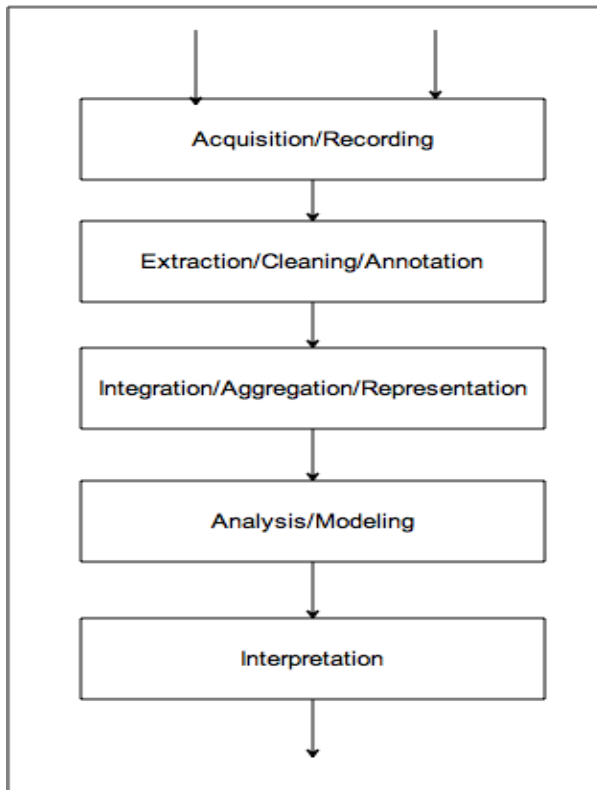 Acquisition/Recording
Extraction/Cleaning/Annotation
Integration/Aggregation/Representation
Analysis/Modeling
Interpretation